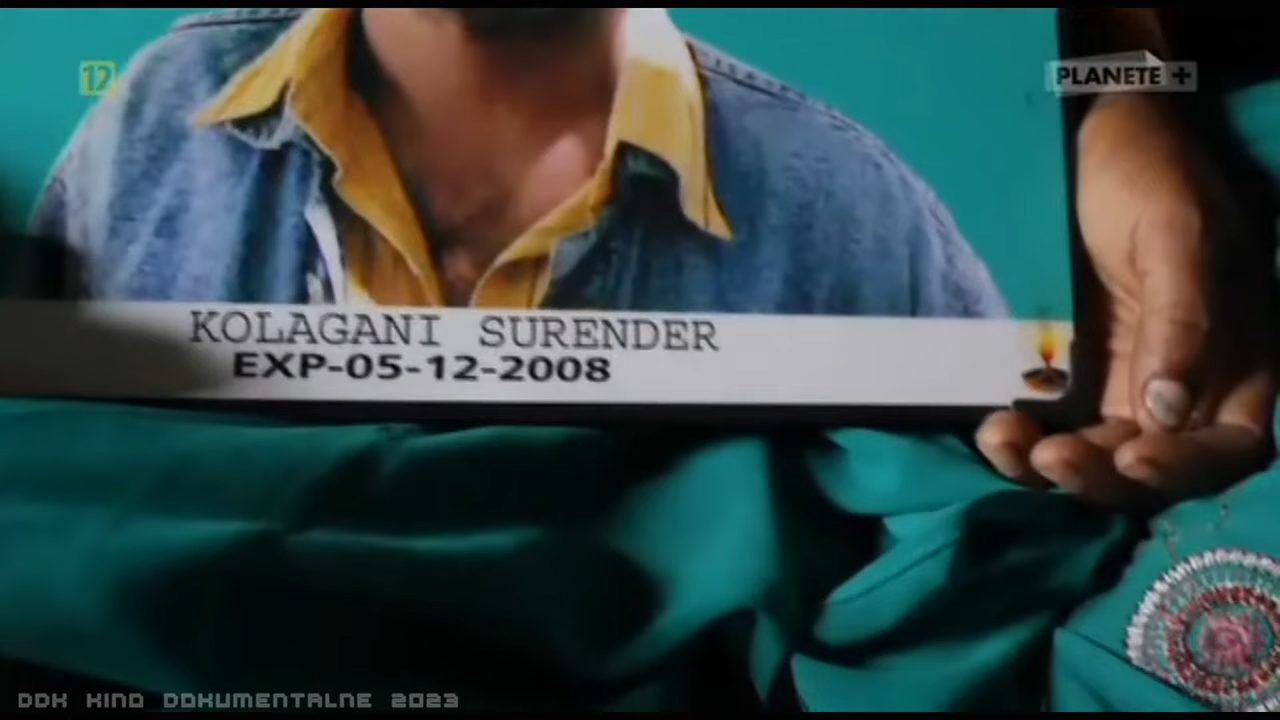 12
PLANETE +
KOLAGANI SURENDER
EXP-05-12-2008
DDK KINO DOKUMENTALNE 2023